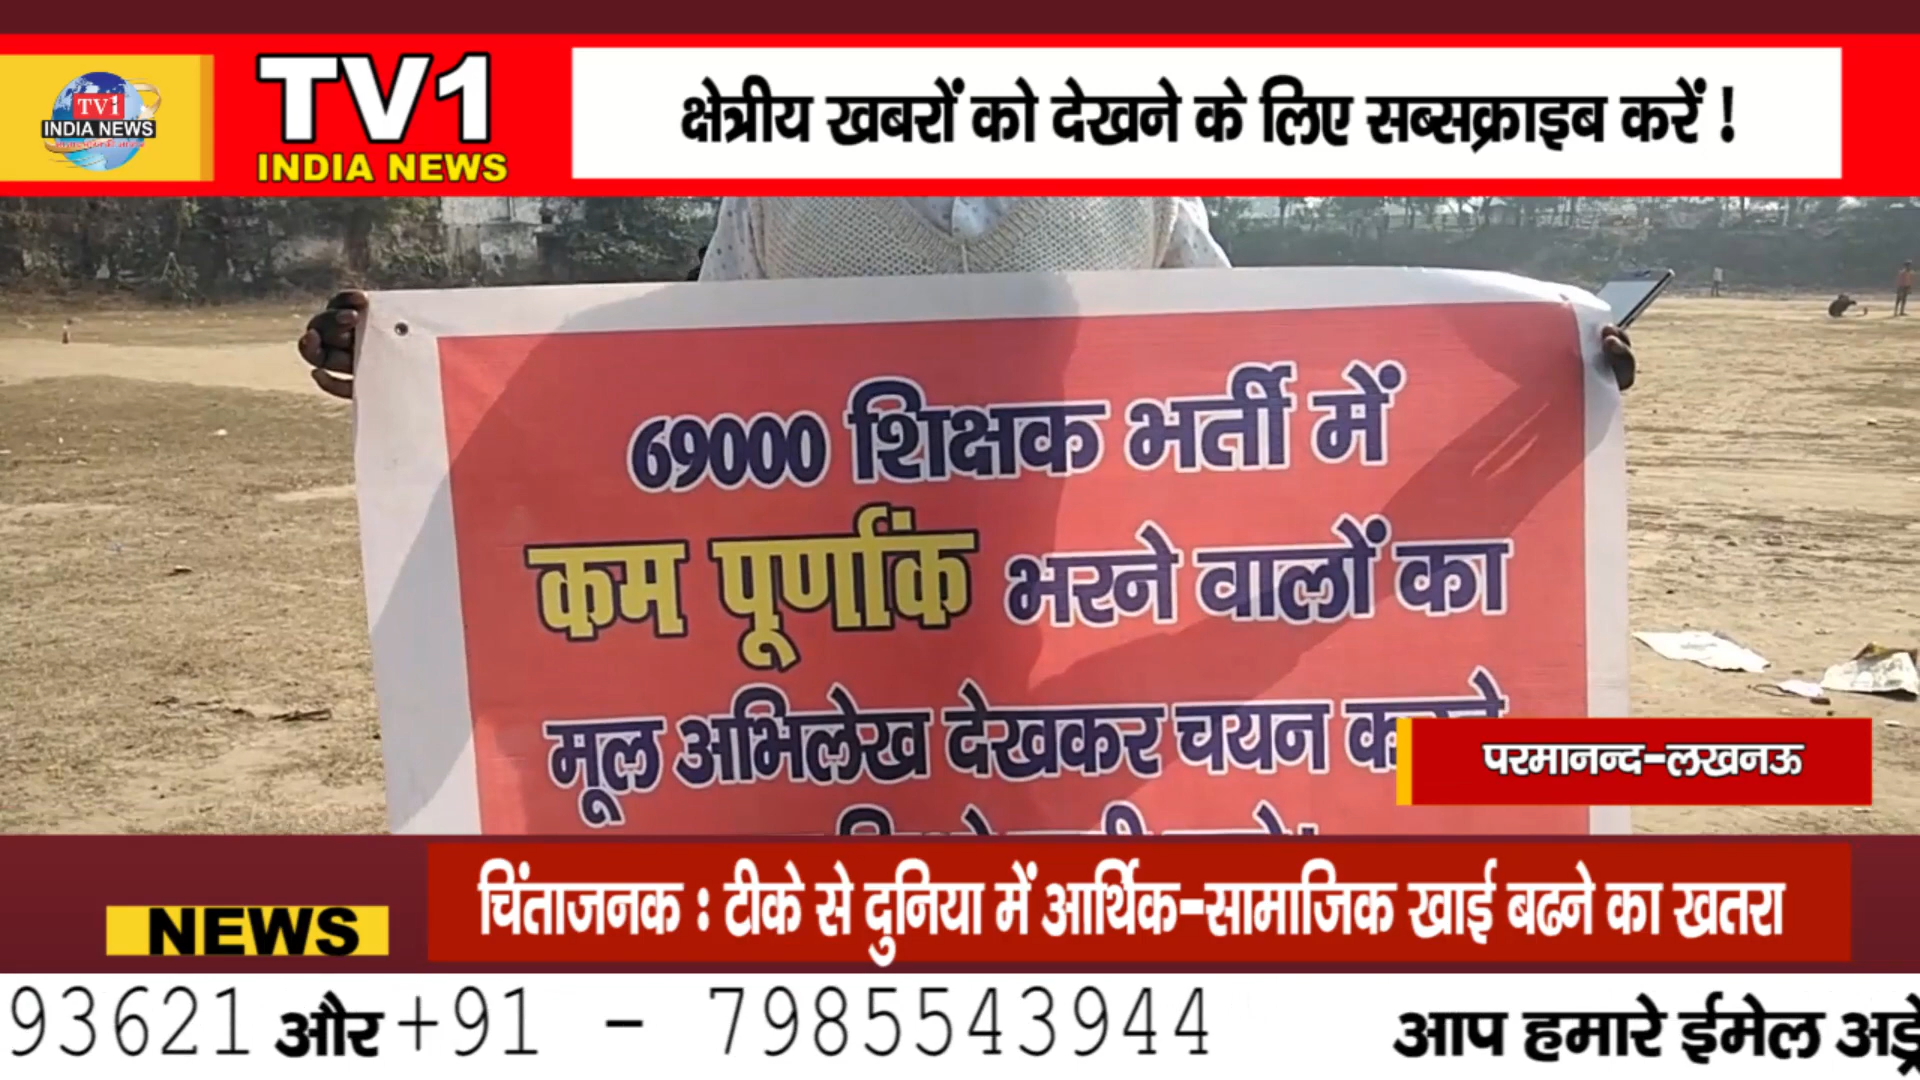 TV1
INDIA NEWS
TV1
INDIA NEWS
क्षेत्रीय खबरों को देखने के लिए सब्सक्राइब करें !
69000 शिक्षक भर्ती में
कम पूर्णांक भरने वालों का
मूल अभिलेख देखकर चयन
परमानन्द-लखनऊ
NEWS
चिंताजनक : टीके से दुनिया में आर्थिक-सामाजिक खाई बढने का खतरा
93621 और +91 - 7985543944 आप हमारे ईमेल